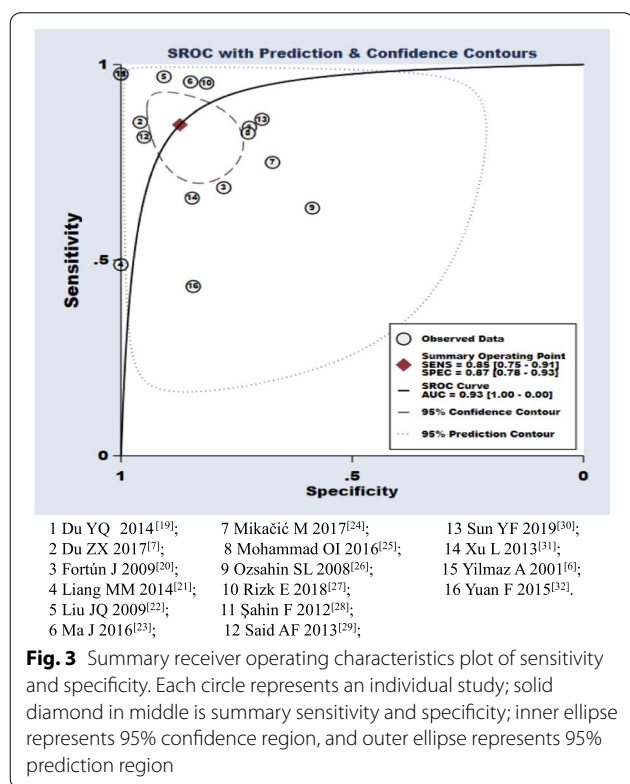 SROC with Prediction & Confidence Contours
1
.5
0
Sensitivity
1
.5
0
Specificity
15
5
6
10
2
12
13
8
7
3
14
9
4
16
Observed Data
Summary Operating Point
SENS = 0.85 [0.75 - 0.91]
SPEC = 0.87 [0.78 - 0.93]
SROC Curve
AUC = 0.93 [1.00 - 0.00]
95% Confidence Contour
95% Prediction Contour
1 Du YQ 2014[19];
2 Du ZX 2017[7];
3 Fortún J 2009[20];
4 Liang MM 2014[21];
5 Liu JQ 2009[22];
6 Ma J 2016[23];
7 Mikačić M 2017[24];
8 Mohammad OI 2016[25];
9 Ozsahin SL 2008[26];
10 Rizk E 2018[27];
11 Şahin F 2012[28];
12 Said AF 2013[29];
13 Sun YF 2019[30];
14 Xu L 2013[31];
15 Yilmaz A 2001[6];
16 Yuan F 2015[32].
Fig. 3 Summary receiver operating characteristics plot of sensitivity
and specificity. Each circle represents an individual study; solid
diamond in middle is summary sensitivity and specificity; inner ellipse
represents 95% confidence region, and outer ellipse represents 95%
prediction region